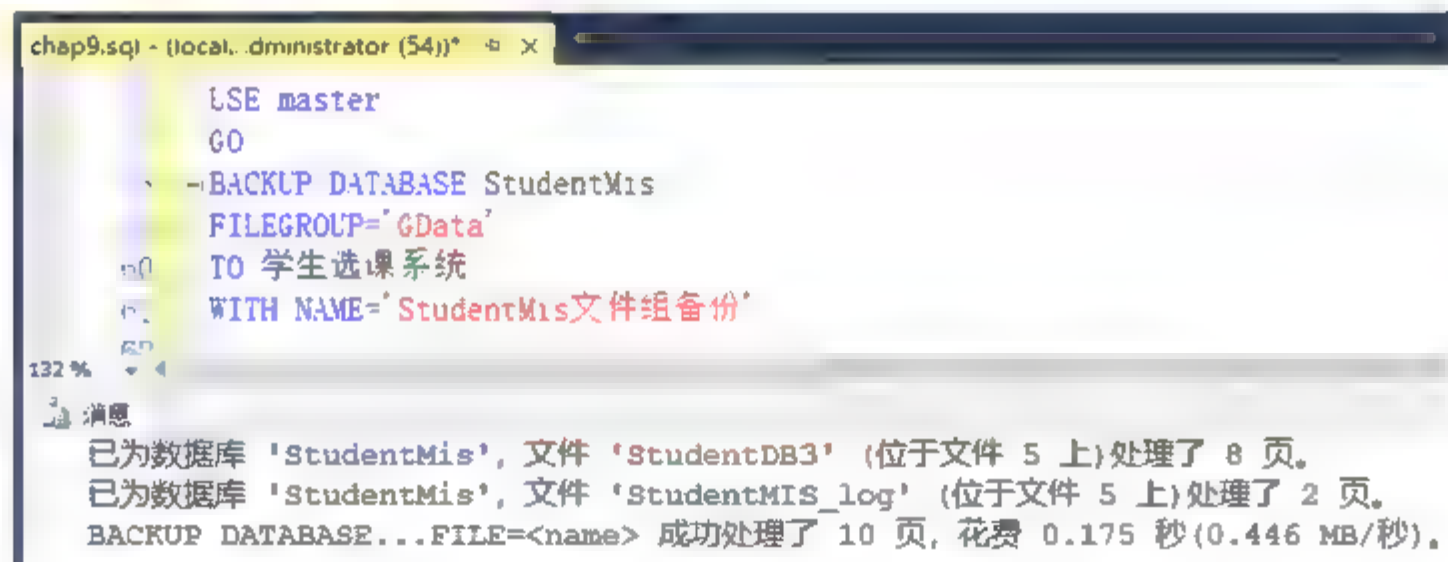 chap9.sql - (local...dministrator (54))*
USE master
GO
BACKUP DATABASE StudentMis
FILEGROUP='GData'
TO 学生选课系统
WITH NAME='StudentMis文件组备份'
132 %
消息
已为数据库 'StudentMis', 文件 'StudentDB3' (位于文件 5 上)处理了 8 页。
已为数据库 'StudentMis', 文件 'StudentMIS_log' (位于文件 5 上)处理了 2 页。
BACKUP DATABASE...FILE=<name> 成功处理了 10 页, 花费 0.175 秒(0.446 MB/秒)。